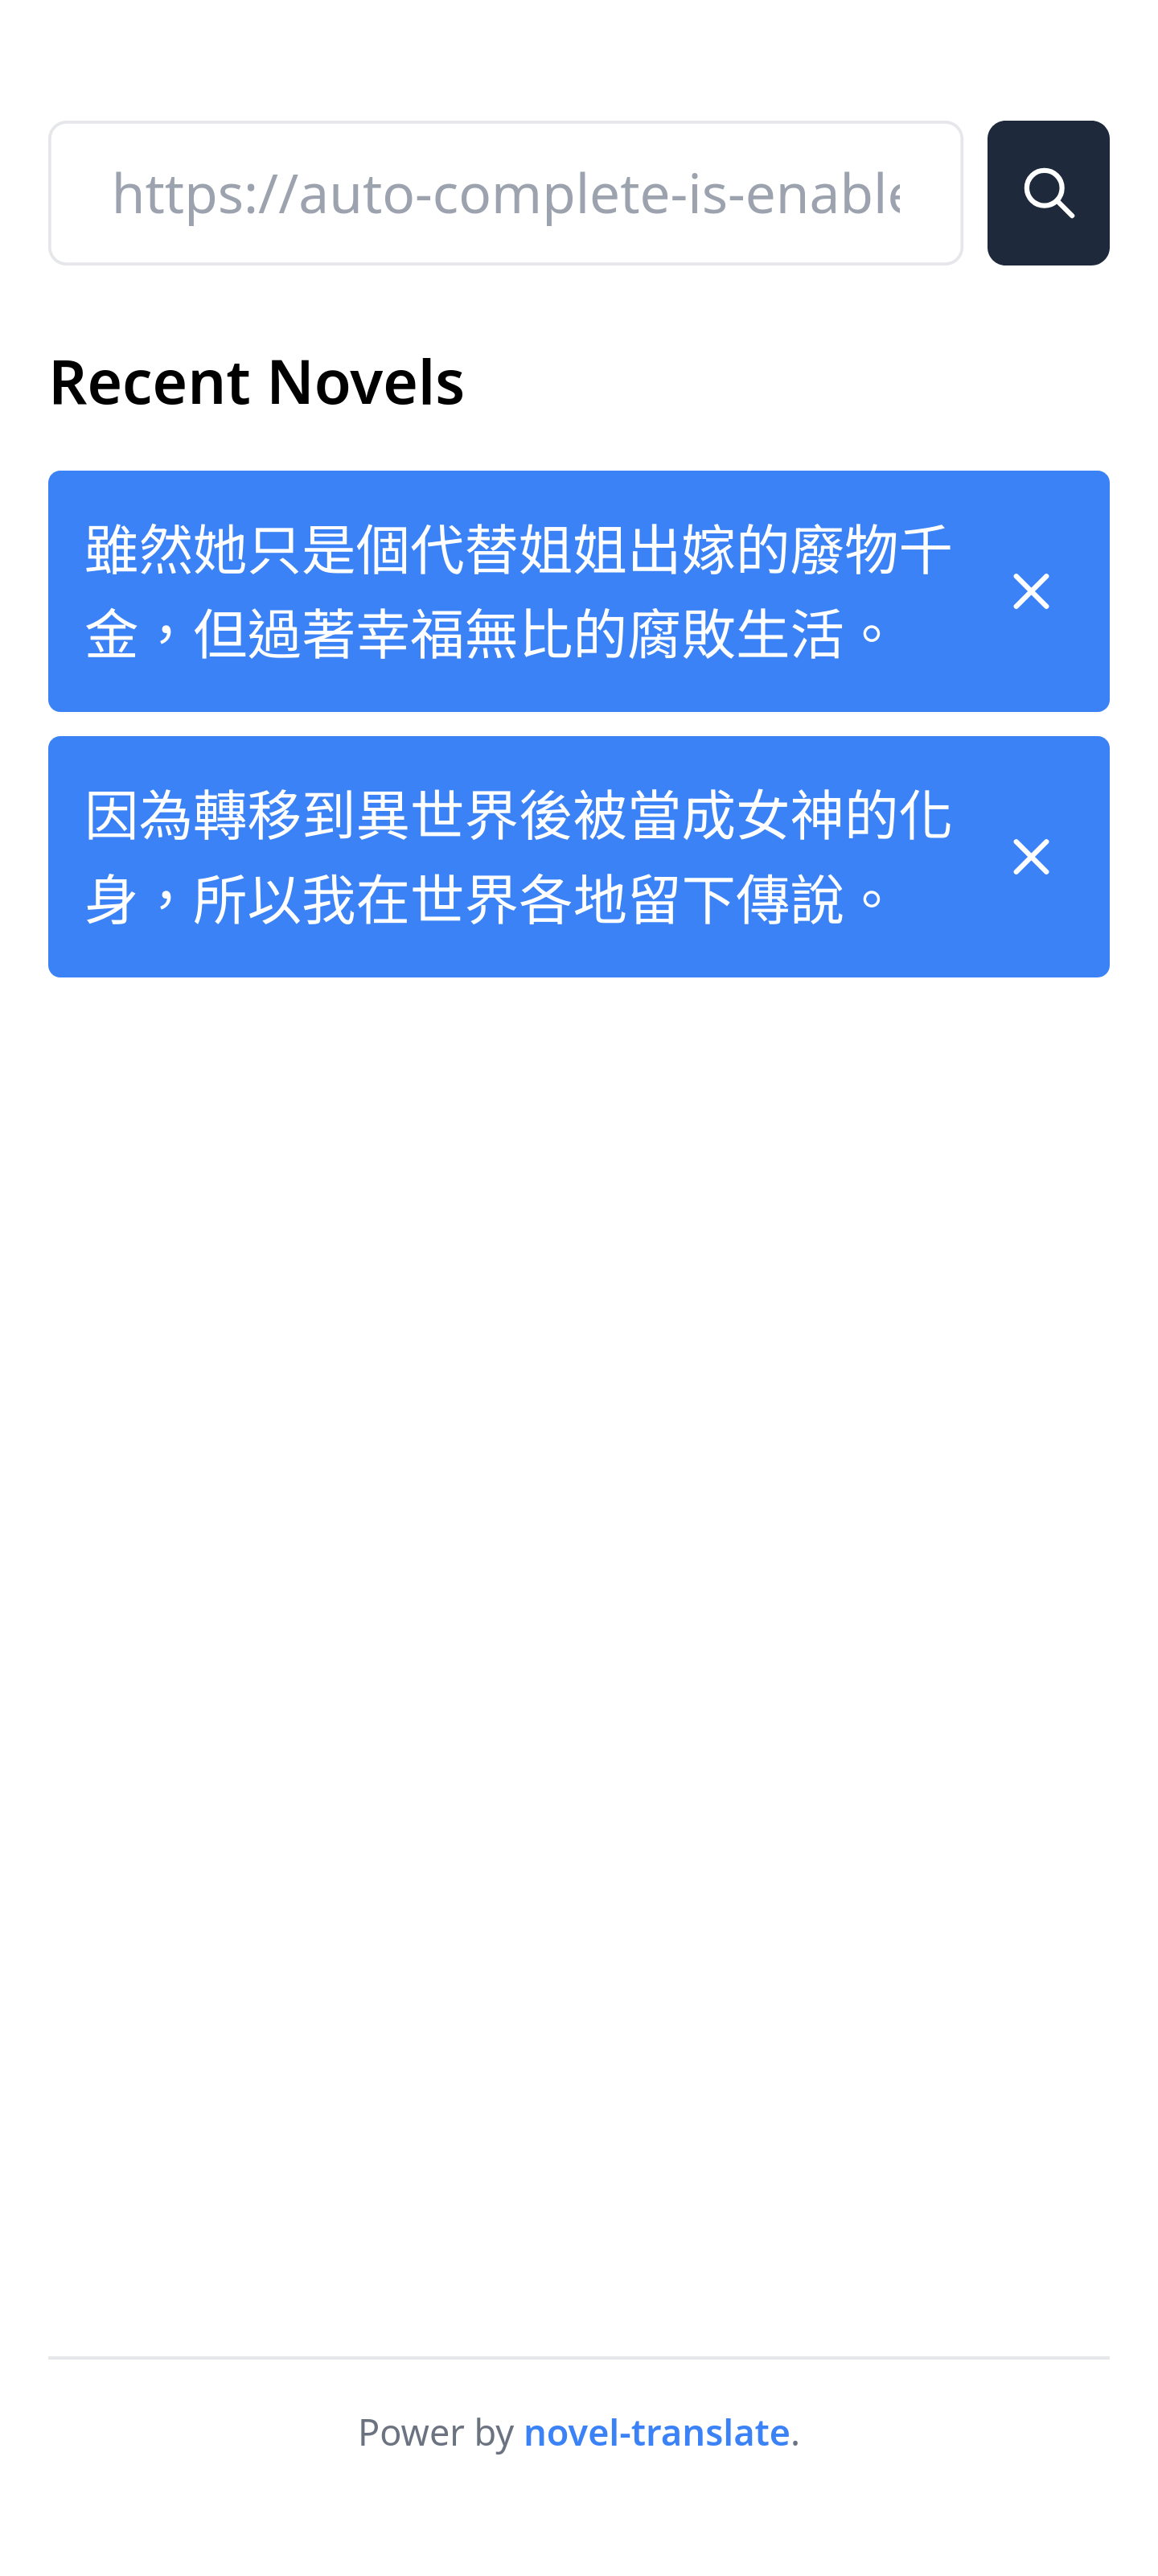 https://auto-complete-is-enable
Recent Novels
雖然她只是個代替姐姐出嫁的廢物千
金，但過著幸福無比的腐敗生活。
因為轉移到異世界後被當成女神的化
身，所以我在世界各地留下傳說。
Power by novel-translate.